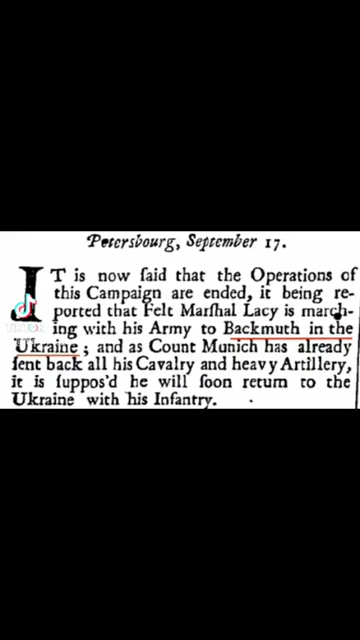 Petersbourg, September 17.
IT is now ſaid that the Operations of
this Campaign are ended, it being re-
ported that Felt Marſhal Lacy is march-
ing with his Army to Backmuth in the
Ukraine; and as Count Munich has already
ſent back all his Cavalry and heavy Artillery,
it is ſuppos'd he will ſoon return to the
Ukraine with his Infantry.
TikTok